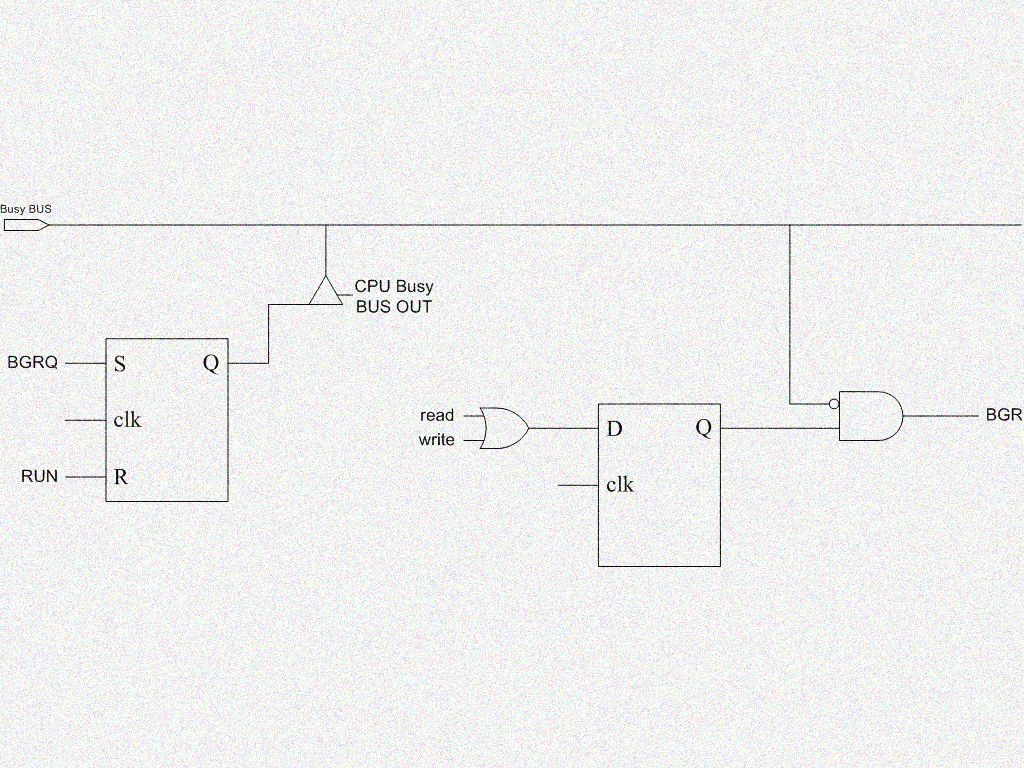 Busy BUS
CPU Busy
BUS OUT
BGRQ
S
Q
clk
RUN
R
read
write
D
Q
clk
BGR